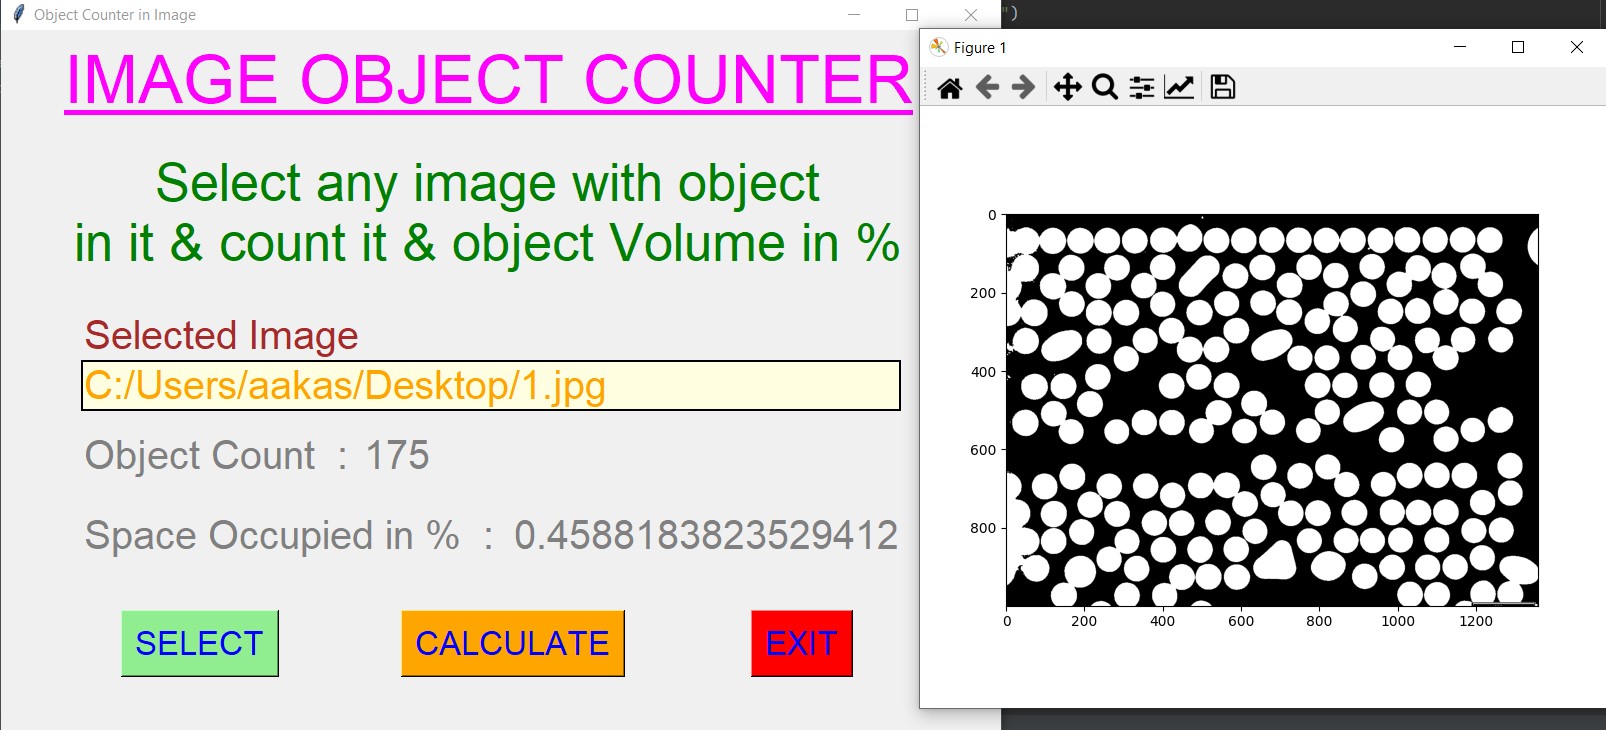 Object Counter in Image
IMAGE OBJECT COUNTER
Select any image with object
in it & count it & object Volume in %
Selected Image
C:/Users/aakas/Desktop/1.jpg
Object Count : 175
Space Occupied in % : 0.4588183823529412
SELECT CALCULATE EXIT
")
Figure 1
0
200
400
600
800
0 200 400 600 800 1000 1200